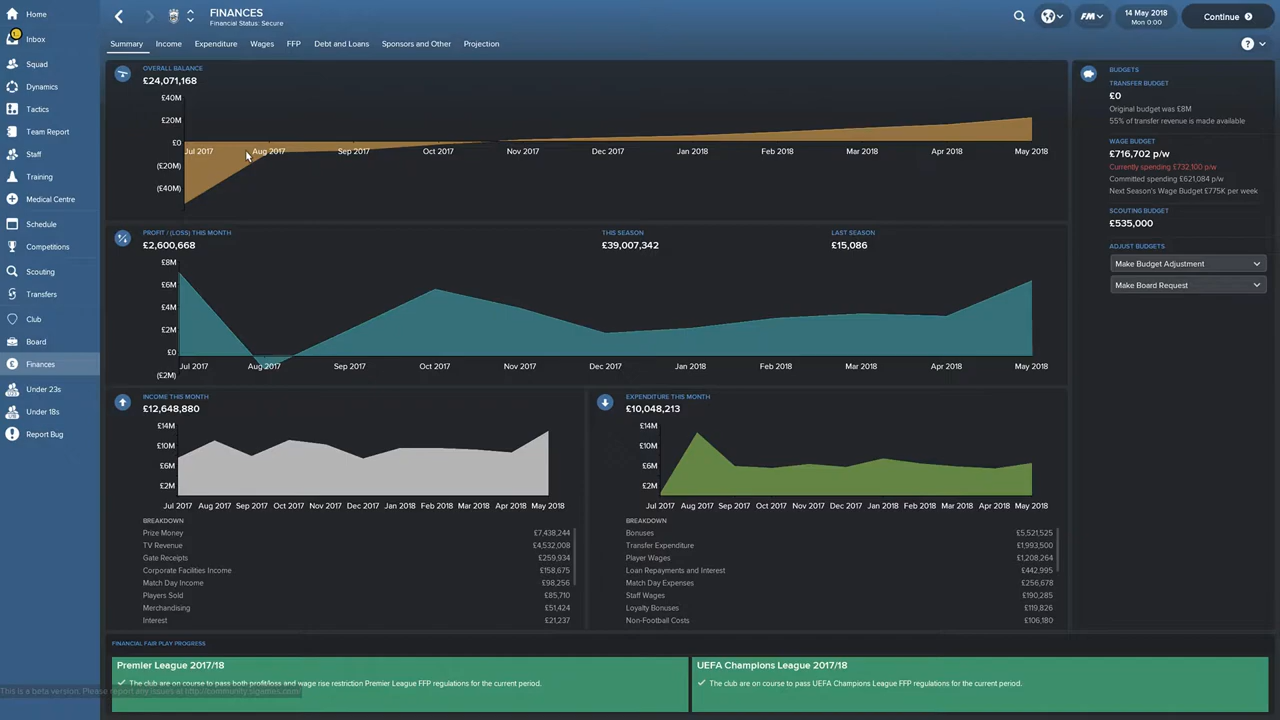 Home
Inbox
Squad
Dynamics
Tactics
Team Report
Staff
Training
Medical Centre
Schedule
Competitions
Scouting
Transfers
Club
Board
Finances
Under 23s
Under 18s
Report Bug
FINANCES
Financial Status: Secure
FM
14 May 2018
Mon 0:00
Continue
Summary Income Expenditure Wages FFP Debt and Loans Sponsors and Other Projection
?
OVERALL BALANCE
£24,071,168
£40M
£20M
£0
(£20M)
(£40M)
Jul 2017 Aug 2017 Sep 2017 Oct 2017 Nov 2017 Dec 2017 Jan 2018 Feb 2018 Mar 2018 Apr 2018 May 2018
PROFIT / (LOSS) THIS MONTH
£2,600,668
THIS SEASON
£39,007,342
LAST SEASON
£15,086
£8M
£6M
£4M
£2M
£0
(£2M)
Jul 2017 Aug 2017 Sep 2017 Oct 2017 Nov 2017 Dec 2017 Jan 2018 Feb 2018 Mar 2018 Apr 2018 May 2018
INCOME THIS MONTH
£12,648,880
£14M
£10M
£6M
£2M
Jul 2017 Aug 2017 Sep 2017 Oct 2017 Nov 2017 Dec 2017 Jan 2018 Feb 2018 Mar 2018 Apr 2018 May 2018
BREAKDOWN
Prize Money £7,438,244
TV Revenue £4,532,008
Gate Receipts £259,934
Corporate Facilities Income £158,675
Match Day Income £98,256
Players Sold £85,710
Merchandising £51,424
Interest £21,237
EXPENDITURE THIS MONTH
£10,048,213
£14M
£10M
£6M
£2M
Jul 2017 Aug 2017 Sep 2017 Oct 2017 Nov 2017 Dec 2017 Jan 2018 Feb 2018 Mar 2018 Apr 2018 May 2018
BREAKDOWN
Bonuses £5,521,525
Transfer Expenditure £1,993,500
Player Wages £1,208,264
Loan Repayments and Interest £442,995
Match Day Expenses £256,678
Staff Wages £190,285
Loyalty Bonuses £119,826
Non-Football Costs £106,180
BUDGETS
TRANSFER BUDGET
£0
Original budget was £8M
55% of transfer revenue is made available
WAGE BUDGET
£716,702 p/w
Currently spending £732,100 p/w
Committed spending £621,084 p/w
Next Season's Wage Budget £775K per week
SCOUTING BUDGET
£535,000
ADJUST BUDGETS
Make Budget Adjustment
Make Board Request
FINANCIAL FAIR PLAY PROGRESS
Premier League 2017/18
The club are on course to pass both profit/loss and wage rise restriction Premier League FFP regulations for the current period.
UEFA Champions League 2017/18
The club are on course to pass UEFA Champions League FFP regulations for the current period.
This is a beta version. Please report any issues at http://community.sigames.com/